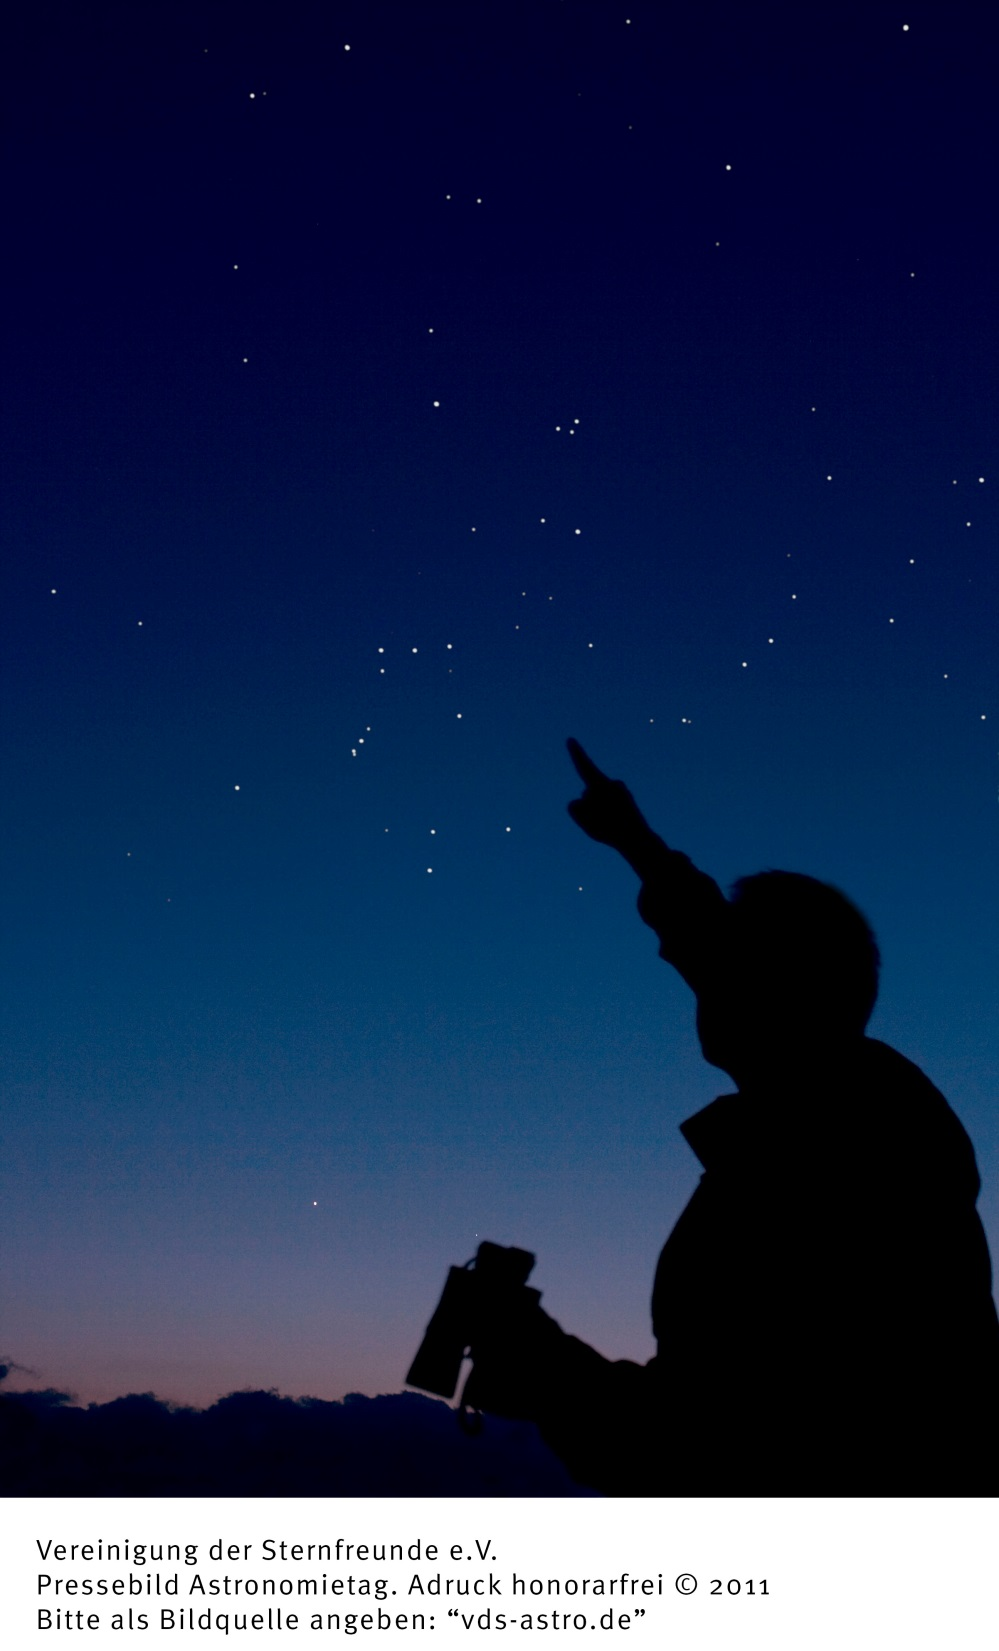 Vereinigung der Sternfreunde e.V.
Pressebild Astronomietag. Adruck honorarfrei © 2011
Bitte als Bildquelle angeben: “vds-astro.de”